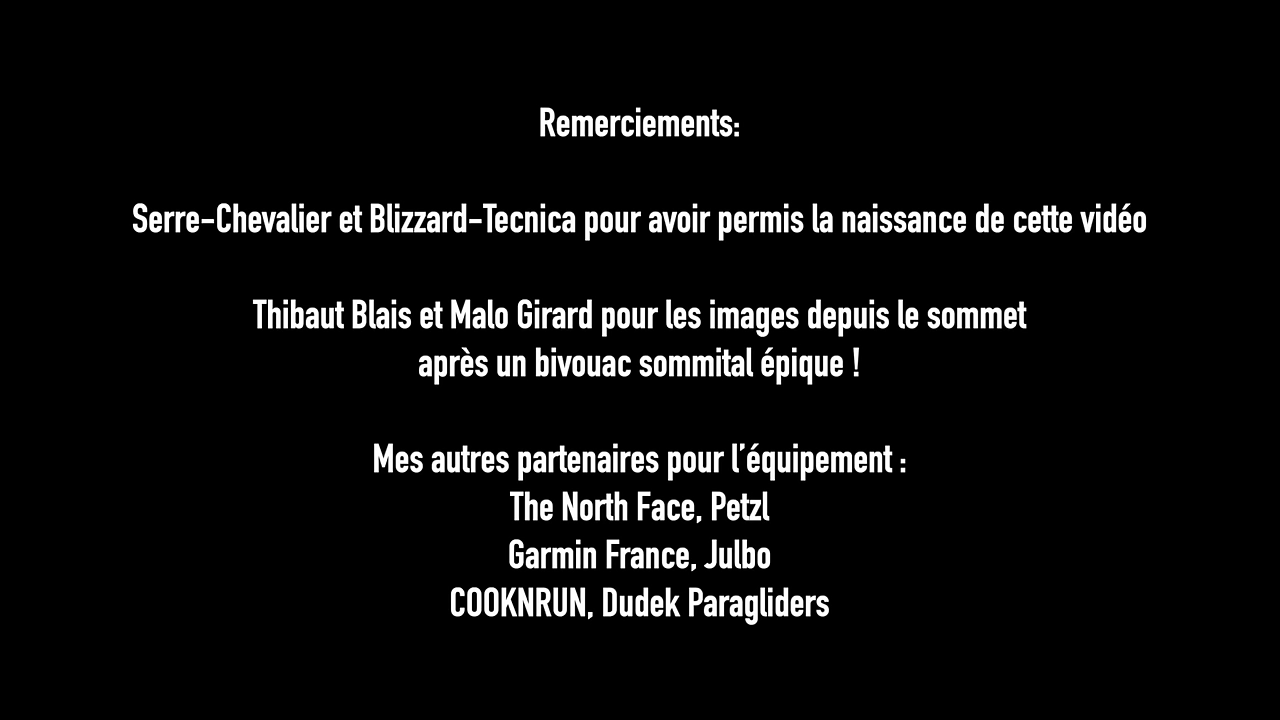 Remerciements:
Serre-Chevalier et Blizzard-Tecnica pour avoir permis la naissance de cette vidéo
Thibaut Blais et Malo Girard pour les images depuis le sommet
après un bivouac sommital épique !
Mes autres partenaires pour l’équipement :
The North Face, Petzl
Garmin France, Julbo
COOKNRUN, Dudek Paragliders